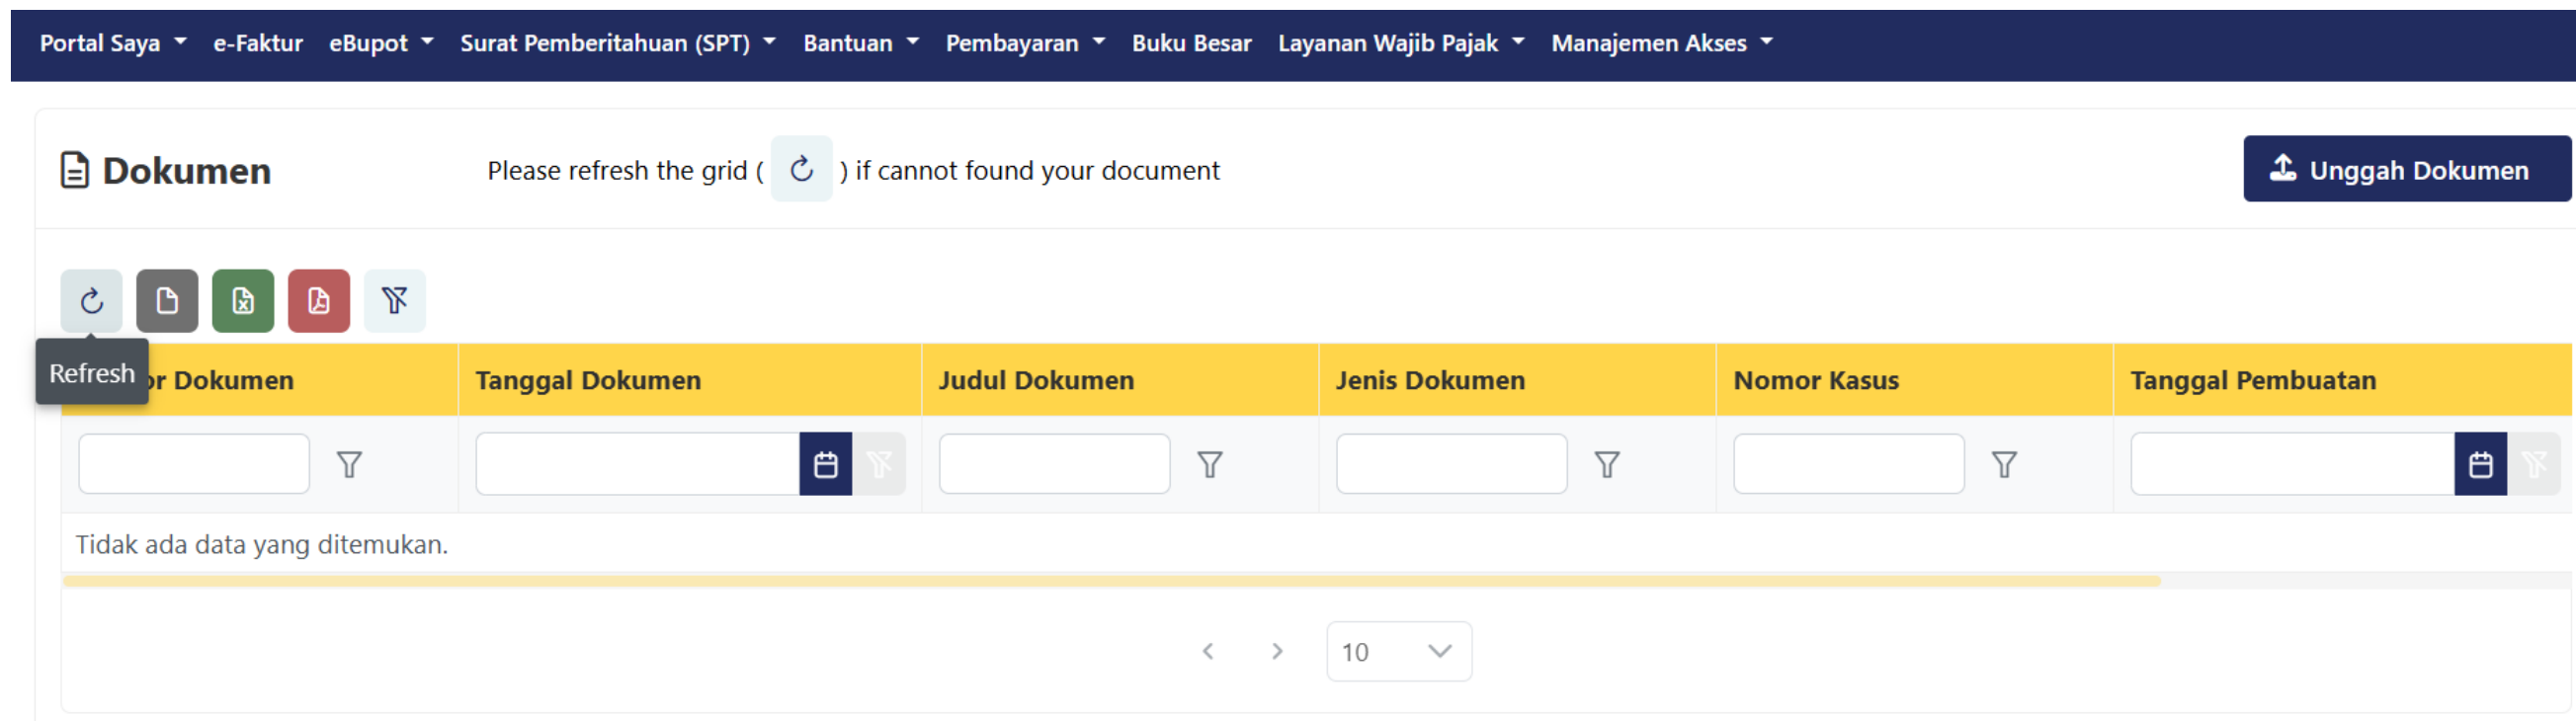 Portal Saya e-Faktur eBupot Surat Pemberitahuan (SPT) Bantuan Pembayaran Buku Besar Layanan Wajib Pajak Manajemen Akses
Dokumen Please refresh the grid ( ) if cannot found your document Unggah Dokumen
Refresh
or Dokumen Tanggal Dokumen Judul Dokumen Jenis Dokumen Nomor Kasus Tanggal Pembuatan
Tidak ada data yang ditemukan.
10